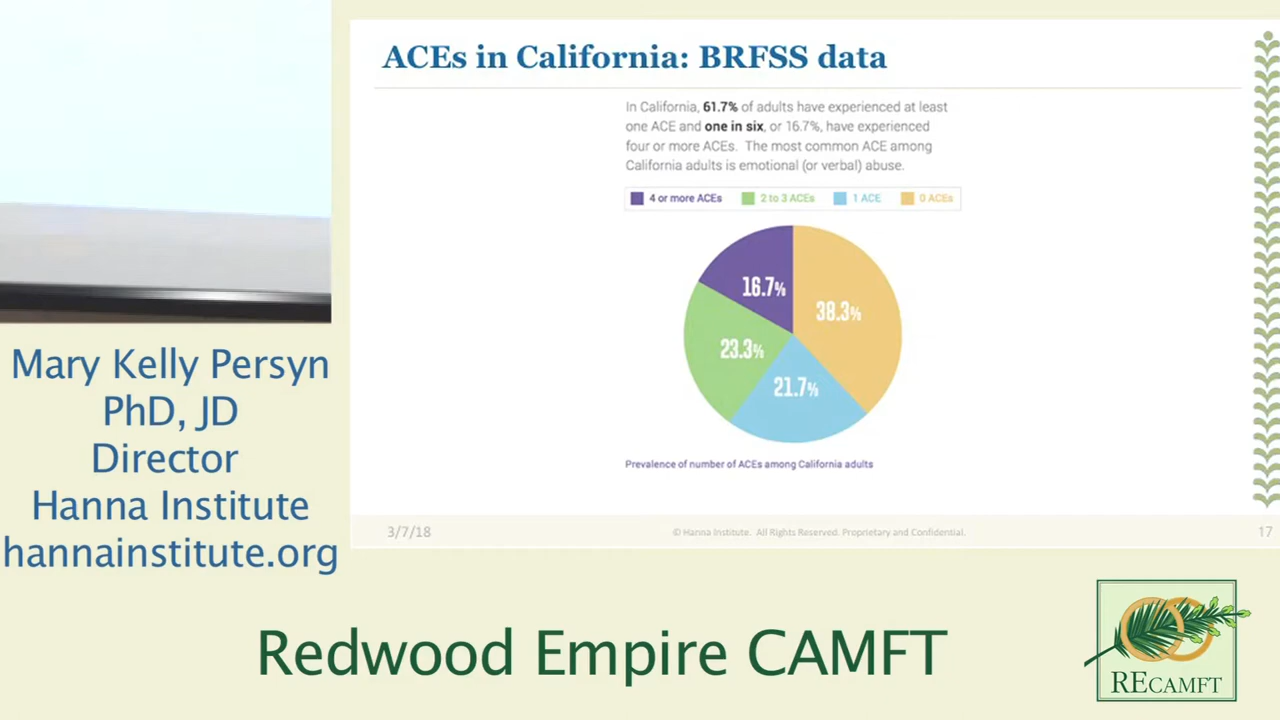 ACEs in California: BRFSS data
In California, 61.7% of adults have experienced at least
one ACE and one in six, or 16.7%, have experienced
four or more ACEs. The most common ACE among
California adults is emotional (or verbal) abuse.
4 or more ACEs 2 to 3 ACEs 1 ACE 0 ACEs
16.7%
38.3%
23.3%
21.7%
Prevalence of number of ACEs among California adults
3/7/18 © Hanna Institute. All Rights Reserved. Proprietary and Confidential. 17
Mary Kelly Persyn
PhD, JD
Director
Hanna Institute
hannainstitute.org
Redwood Empire CAMFT
RECAMFT